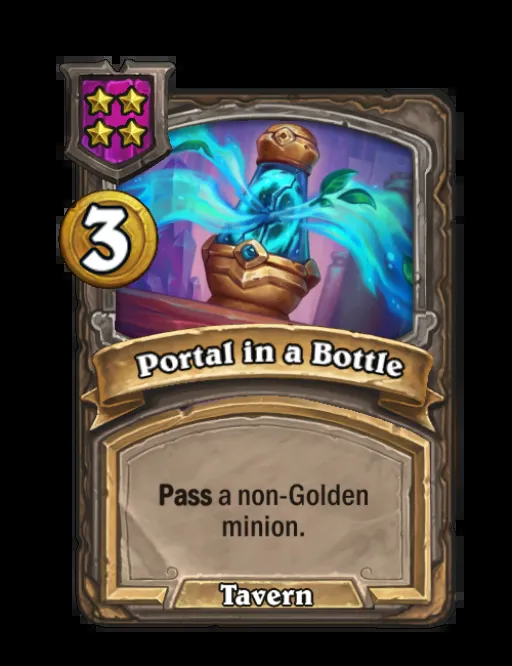 3
Portal in a Bottle
Pass a non-Golden
minion.
Tavern